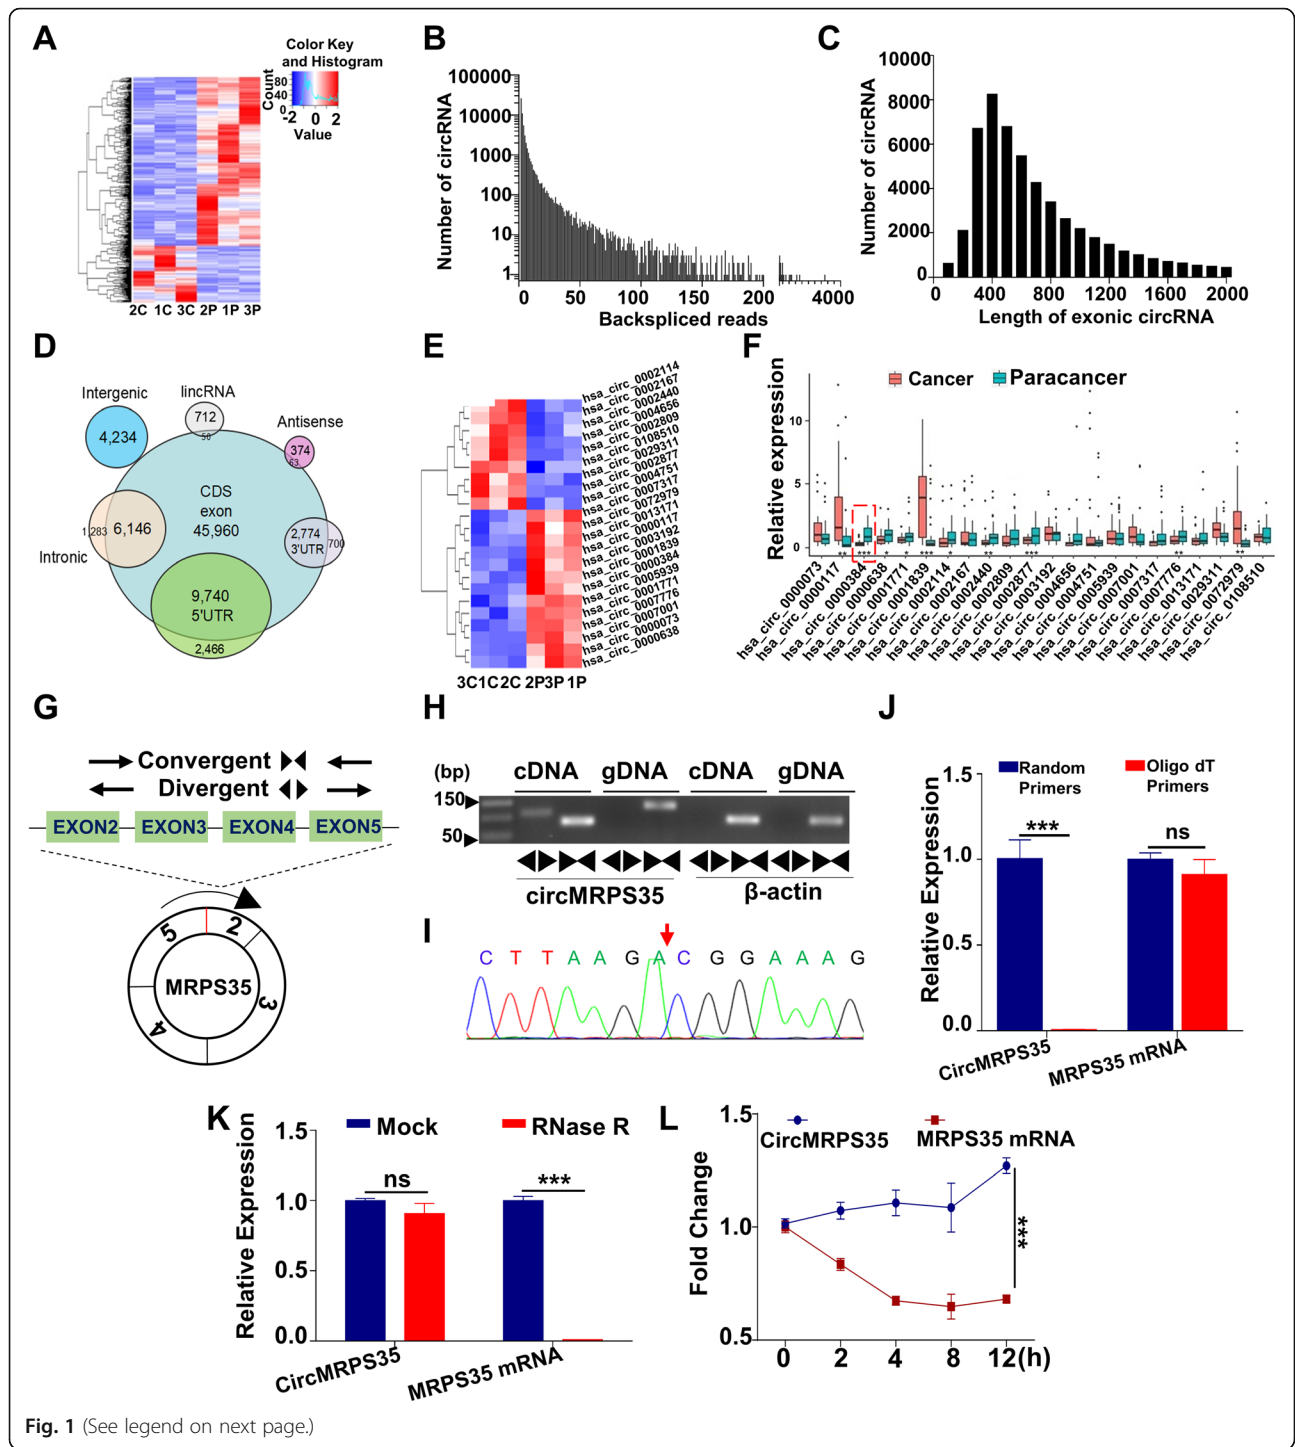 A
Color Key
and Histogram
Count
80
40
0
-2 0 2
Value
2C 1C 3C 2P 1P 3P
B
Number of circRNA
100000
10000
1000
100
10
1
0 50 100 150 200 4000
Backspliced reads
C
Number of circRNA
10000
8000
6000
4000
2000
0
0 400 800 1200 1600 2000
Length of exonic circRNA
D
Intergenic
4,234
lincRNA
712
50
Antisense
374
63
CDS
exon
45,960
1,283
6,146
Intronic
2,774
3'UTR
700
9,740
5'UTR
2,466
E
hsa_circ_0002114
hsa_circ_0002167
hsa_circ_0002440
hsa_circ_0004656
hsa_circ_0002809
hsa_circ_0108510
hsa_circ_0029311
hsa_circ_0002877
hsa_circ_0004751
hsa_circ_0007317
hsa_circ_0072979
hsa_circ_0013171
hsa_circ_0000117
hsa_circ_0003192
hsa_circ_0001839
hsa_circ_0000384
hsa_circ_0005939
hsa_circ_0001771
hsa_circ_0007776
hsa_circ_0007001
hsa_circ_0000073
hsa_circ_0000638
3C1C2C 2P3P1P
F
Relative expression
Cancer Paracancer
10
5
0
** *** * * *** * ** *** ** **
hsa_circ_0000073
hsa_circ_0000117
hsa_circ_0000384
hsa_circ_0000638
hsa_circ_0001771
hsa_circ_0001839
hsa_circ_0002114
hsa_circ_0002167
hsa_circ_0002440
hsa_circ_0002809
hsa_circ_0002877
hsa_circ_0003192
hsa_circ_0004656
hsa_circ_0004751
hsa_circ_0005939
hsa_circ_0007001
hsa_circ_0007317
hsa_circ_0007776
hsa_circ_0013171
hsa_circ_0029311
hsa_circ_0072979
hsa_circ_0108510
G
Convergent
Divergent
EXON2 EXON3 EXON4 EXON5
5 2 3 4
MRPS35
H
(bp) cDNA gDNA cDNA gDNA
150
50
circMRPS35 β-actin
I
C T T A A G A C G G A A A G
J
Relative Expression
Random
Primers
Oligo dT
Primers
1.5
1.0
0.5
0.0
*** ns
CircMRPS35 MRPS35 mRNA
K
Relative Expression
Mock RNase R
1.5
1.0
0.5
0.0
ns ***
CircMRPS35 MRPS35 mRNA
L
Fold Change
CircMRPS35 MRPS35 mRNA
1.5
1.0
0.5
***
0 2 4 8 12(h)
Fig. 1 (See legend on next page.)